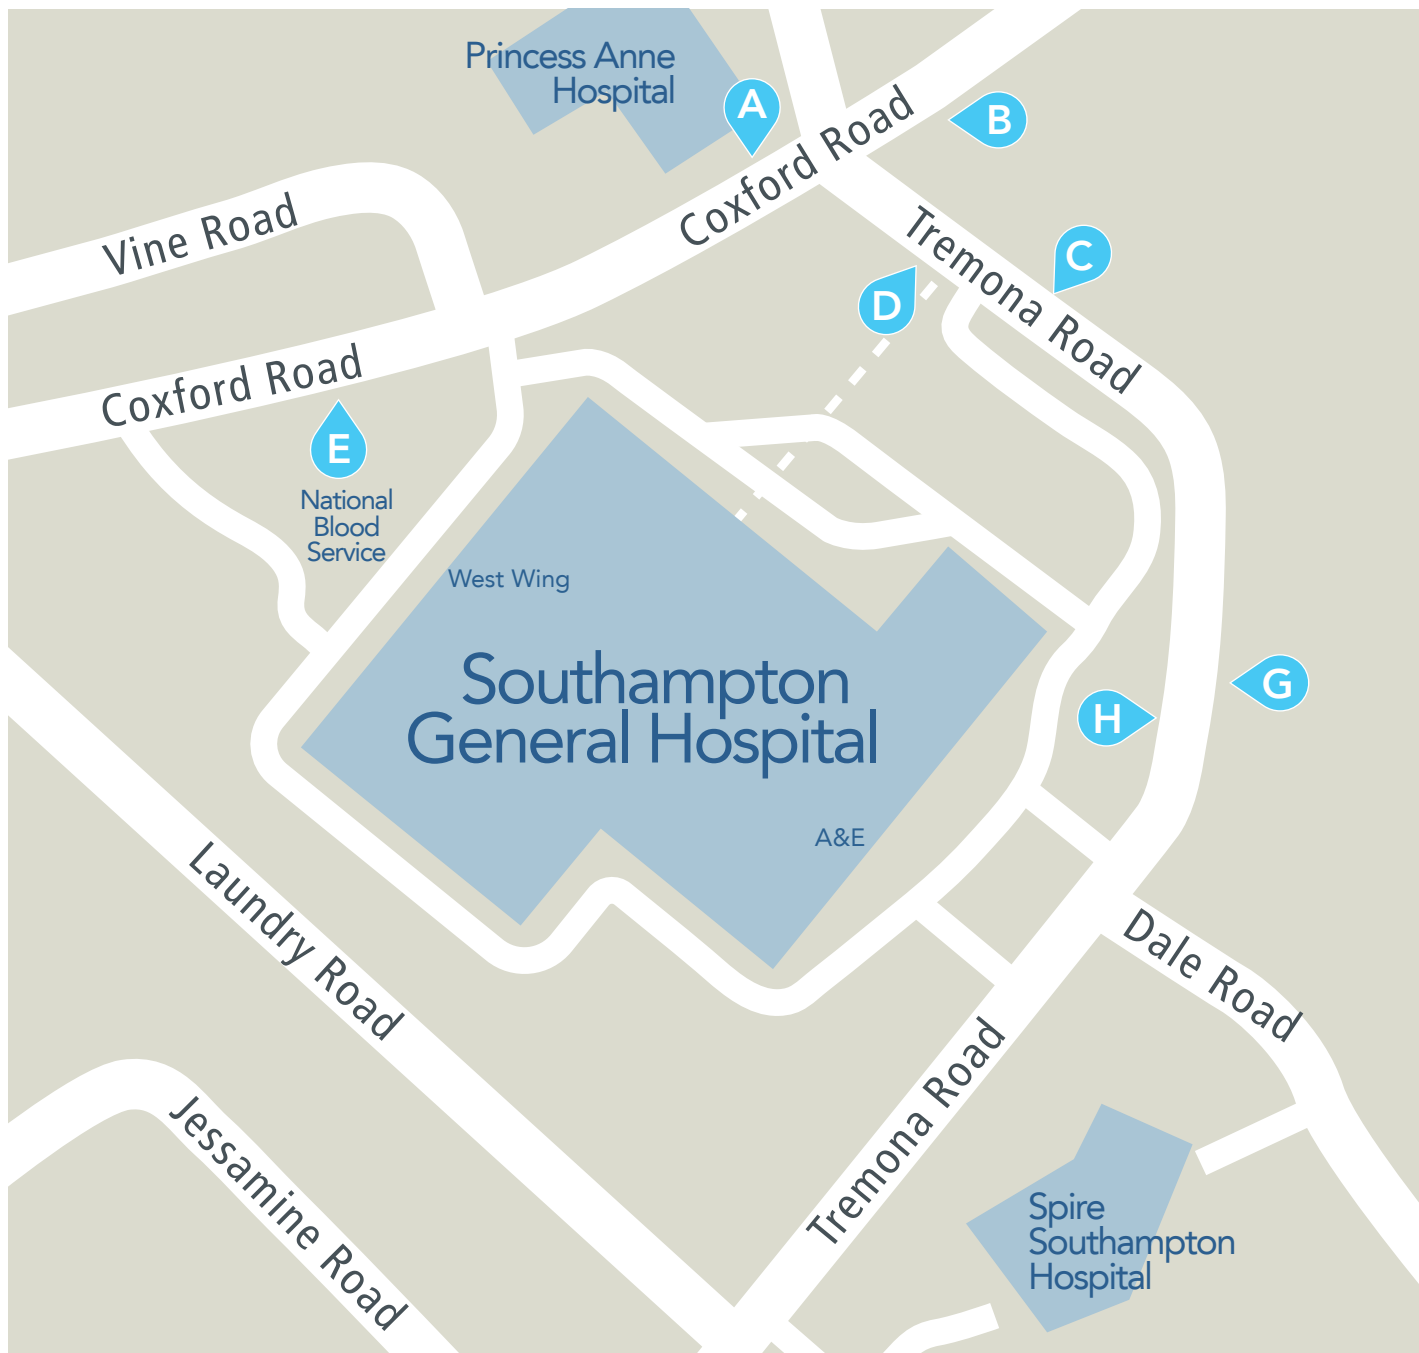 Princess Anne
Hospital
A
B
Coxford Road
Vine Road
Tremona Road
C
D
Coxford Road
E
National
Blood
Service
West Wing
Southampton
General Hospital
G
H
A&E
Laundry Road
Dale Road
Tremona Road
Jessamine Road
Spire
Southampton
Hospital